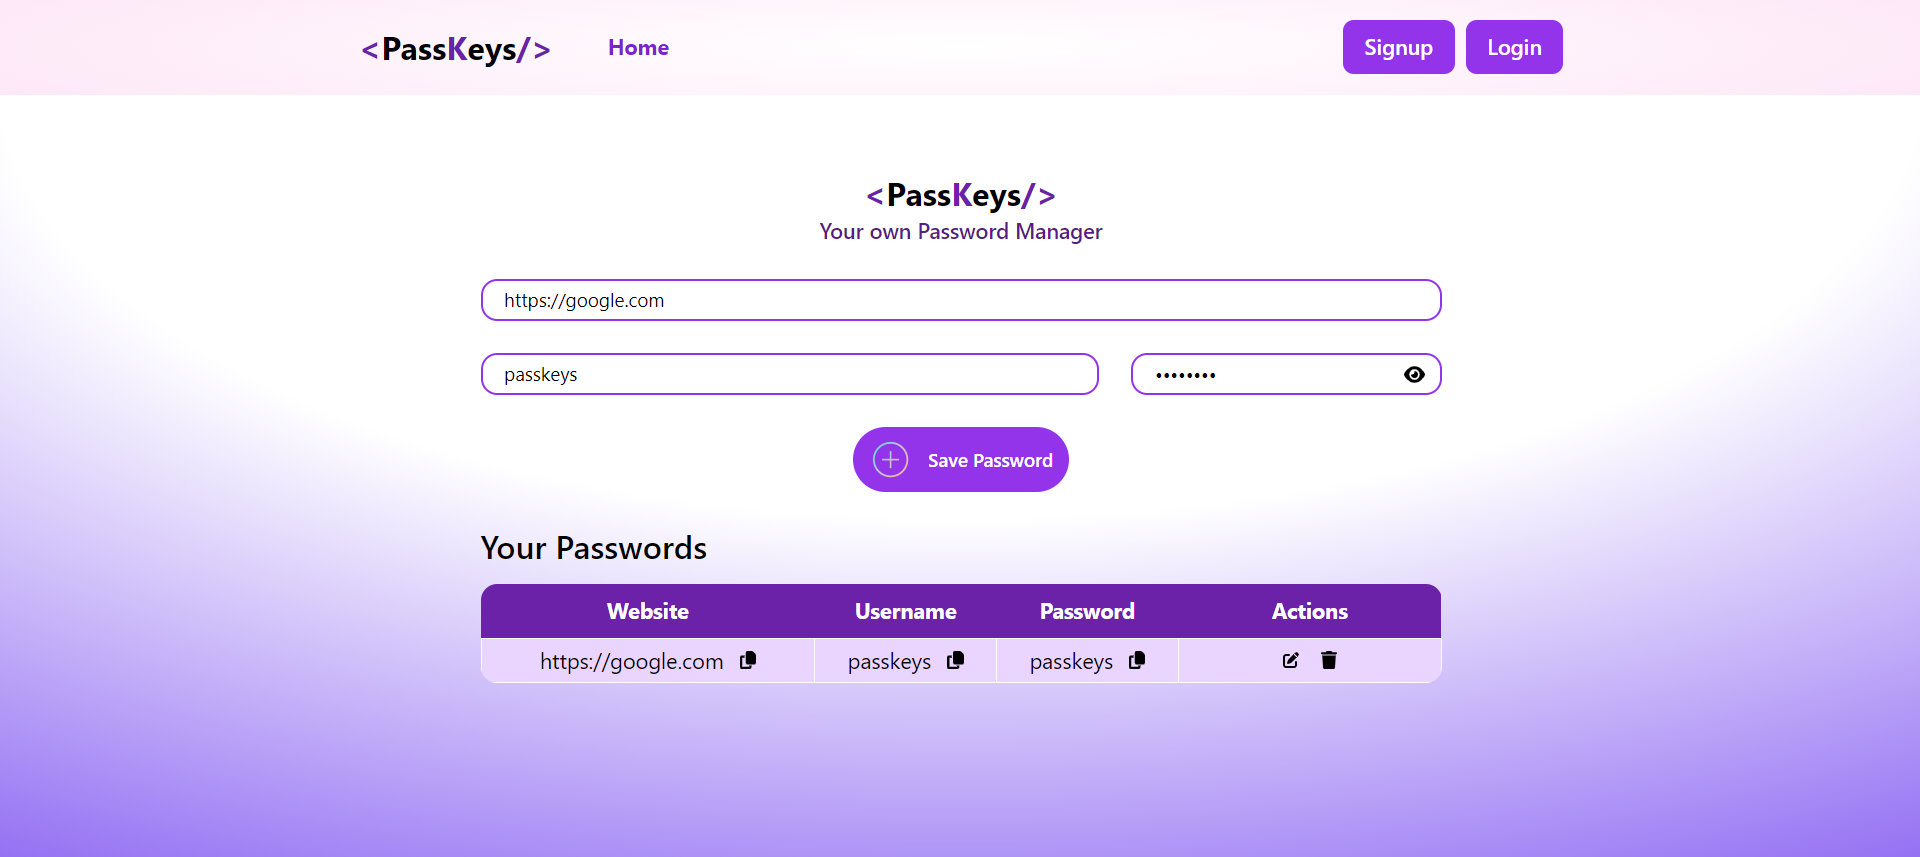 <PassKeys/> Home Signup Login
<PassKeys/>
Your own Password Manager
https://google.com
passkeys ••••••••
Save Password
Your Passwords
Website Username Password Actions
https://google.com passkeys passkeys